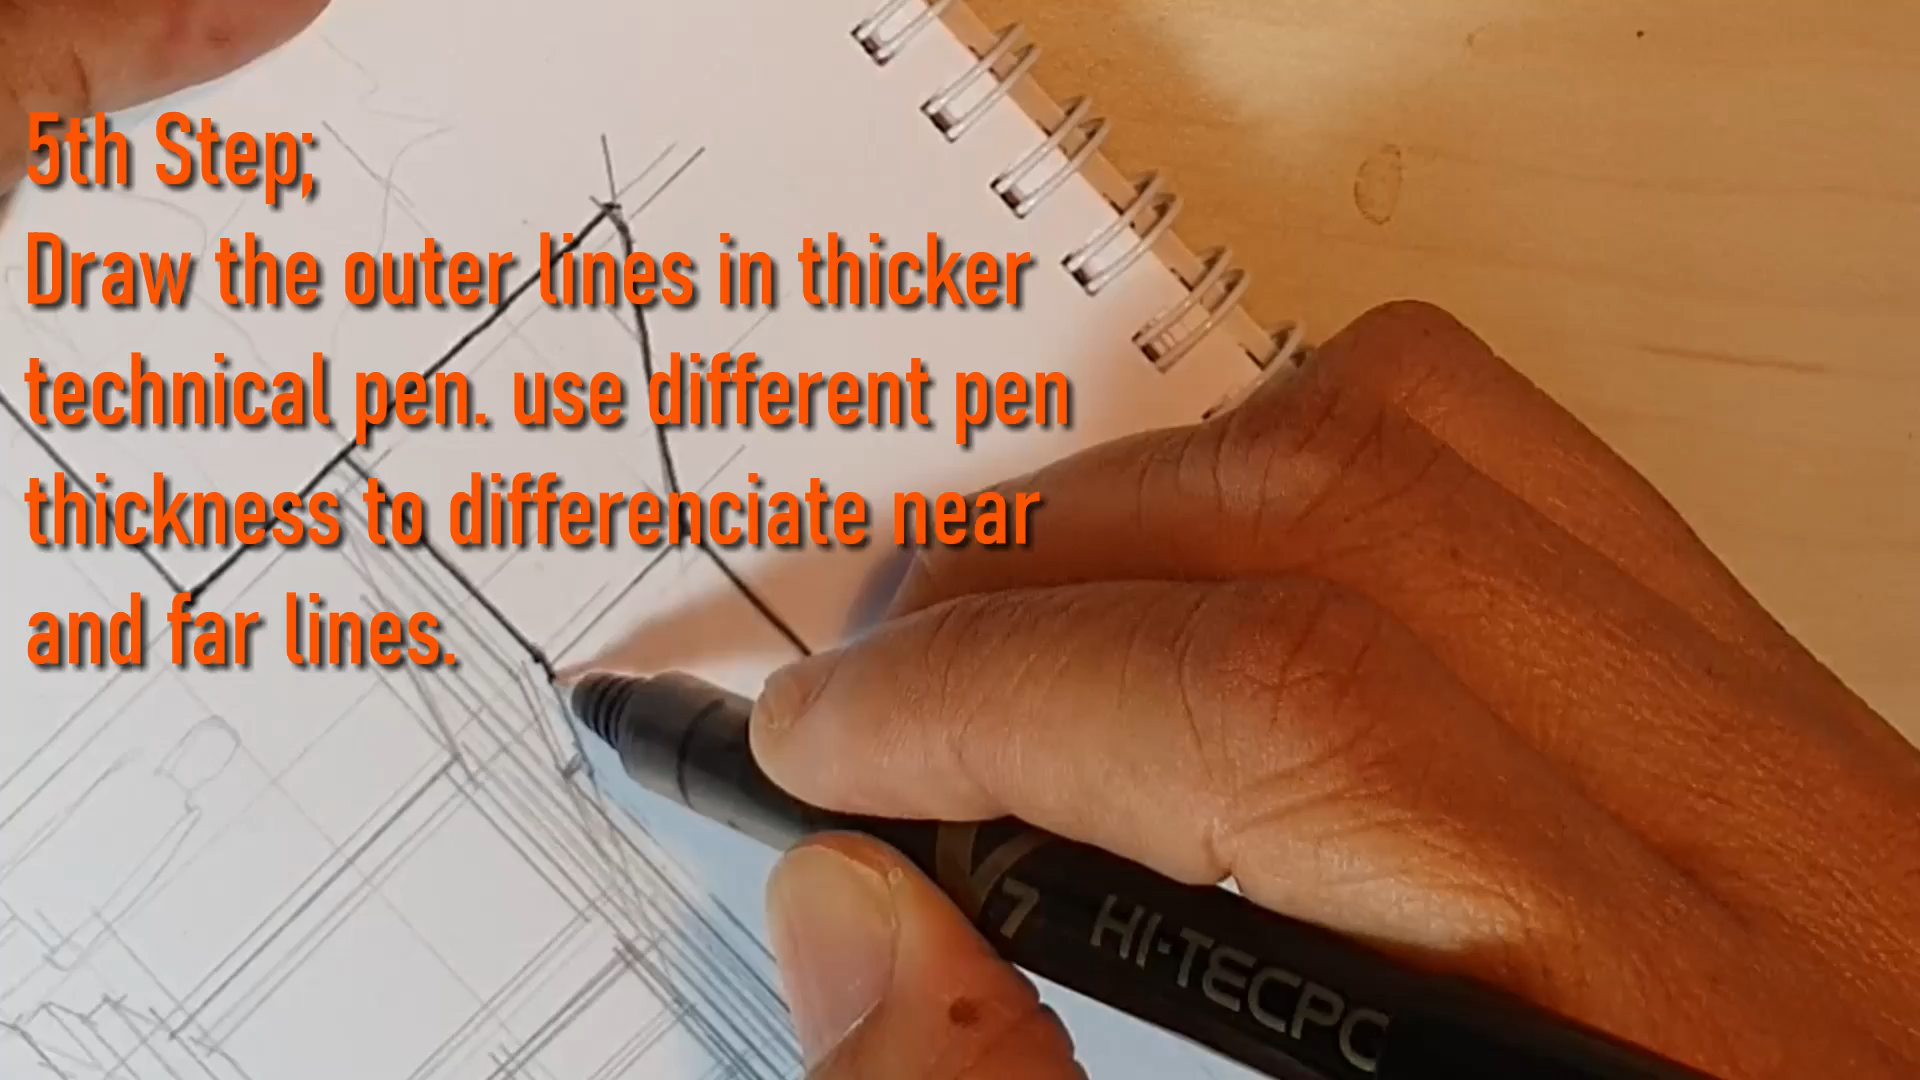 5th Step;
Draw the outer lines in thicker
technical pen. use different pen
thickness to differenciate near
and far lines.
V7 HI-TECPO